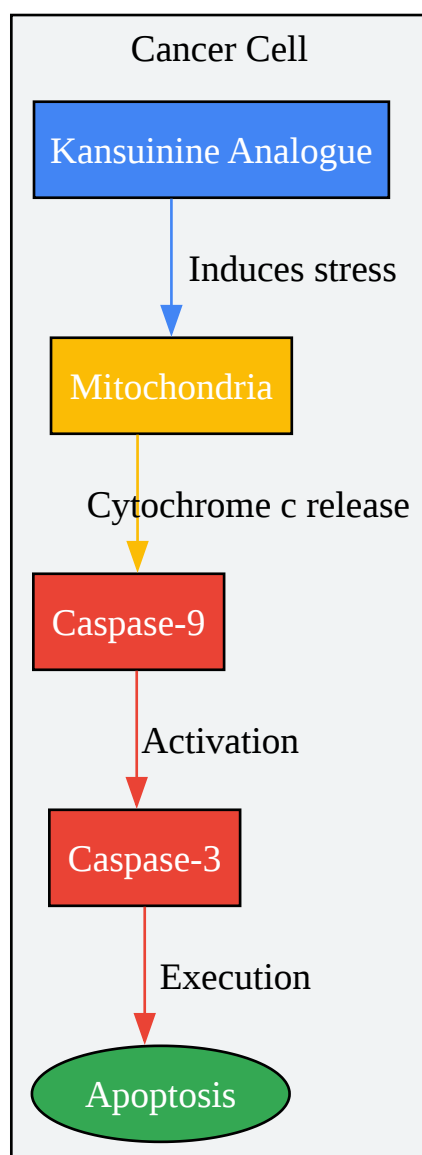 Cancer Cell
Kansuinine Analogue
Induces stress
Mitochondria
Cytochrome c release
Caspase-9
Activation
Caspase-3
Execution
Apoptosis